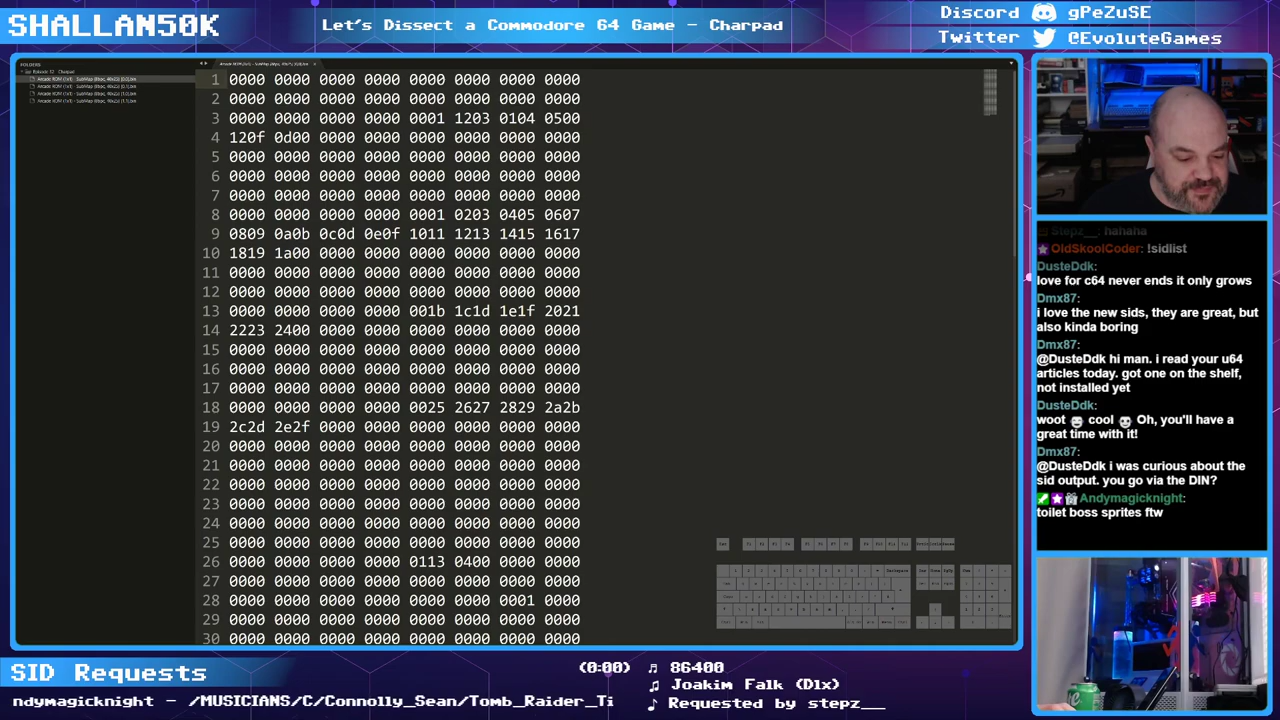 SHALLAN50K
Let's Dissect a Commodore 64 Game - Charpad
Discord gPeZuSE
Twitter @EvoluteGames
FOLDERS
1 0000 0000 0000 0000 0000 0000 0000 0000
2 0000 0000 0000 0000 0000 0000 0000 0000
3 0000 0000 0000 0000 0001 1203 0104 0500
4 120f 0d00 0000 0000 0000 0000 0000 0000
5 0000 0000 0000 0000 0000 0000 0000 0000
6 0000 0000 0000 0000 0000 0000 0000 0000
7 0000 0000 0000 0000 0000 0000 0000 0000
8 0000 0000 0000 0000 0001 0203 0405 0607
9 0809 0a0b 0c0d 0e0f 1011 1213 1415 1617
10 1819 1a00 0000 0000 0000 0000 0000 0000
11 0000 0000 0000 0000 0000 0000 0000 0000
12 0000 0000 0000 0000 0000 0000 0000 0000
13 0000 0000 0000 0000 001b 1c1d 1e1f 2021
14 2223 2400 0000 0000 0000 0000 0000 0000
15 0000 0000 0000 0000 0000 0000 0000 0000
16 0000 0000 0000 0000 0000 0000 0000 0000
17 0000 0000 0000 0000 0000 0000 0000 0000
18 0000 0000 0000 0000 0025 2627 2829 2a2b
19 2c2d 2e2f 0000 0000 0000 0000 0000 0000
20 0000 0000 0000 0000 0000 0000 0000 0000
21 0000 0000 0000 0000 0000 0000 0000 0000
22 0000 0000 0000 0000 0000 0000 0000 0000
23 0000 0000 0000 0000 0000 0000 0000 0000
24 0000 0000 0000 0000 0000 0000 0000 0000
25 0000 0000 0000 0000 0000 0000 0000 0000
26 0000 0000 0000 0000 0113 0400 0000 0000
27 0000 0000 0000 0000 0000 0000 0000 0000
28 0000 0000 0000 0000 0000 0000 0001 0000
29 0000 0000 0000 0000 0000 0000 0000 0000
30 0000 0000 0000 0000 0000 0000 0000 0000
Stepz__: hahaha
OldSkoolCoder: !sidlist
DusteDdk:
love for c64 never ends it only grows
Dmx87:
i love the new sids, they are great, but
also kinda boring
Dmx87:
@DusteDdk hi man. i read your u64
articles today. got one on the shelf,
not installed yet
DusteDdk:
woot cool Oh, you'll have a
great time with it!
Dmx87:
@DusteDdk i was curious about the
sid output. you go via the DIN?
Andymagicknight:
toilet boss sprites ftw
SID Requests
ndymagicknight - /MUSICIANS/C/Connolly_Sean/Tomb_Raider_Ti
(0:00) ♫ 86400
♫ Joakim Falk (Dlx)
♪ Requested by stepz__